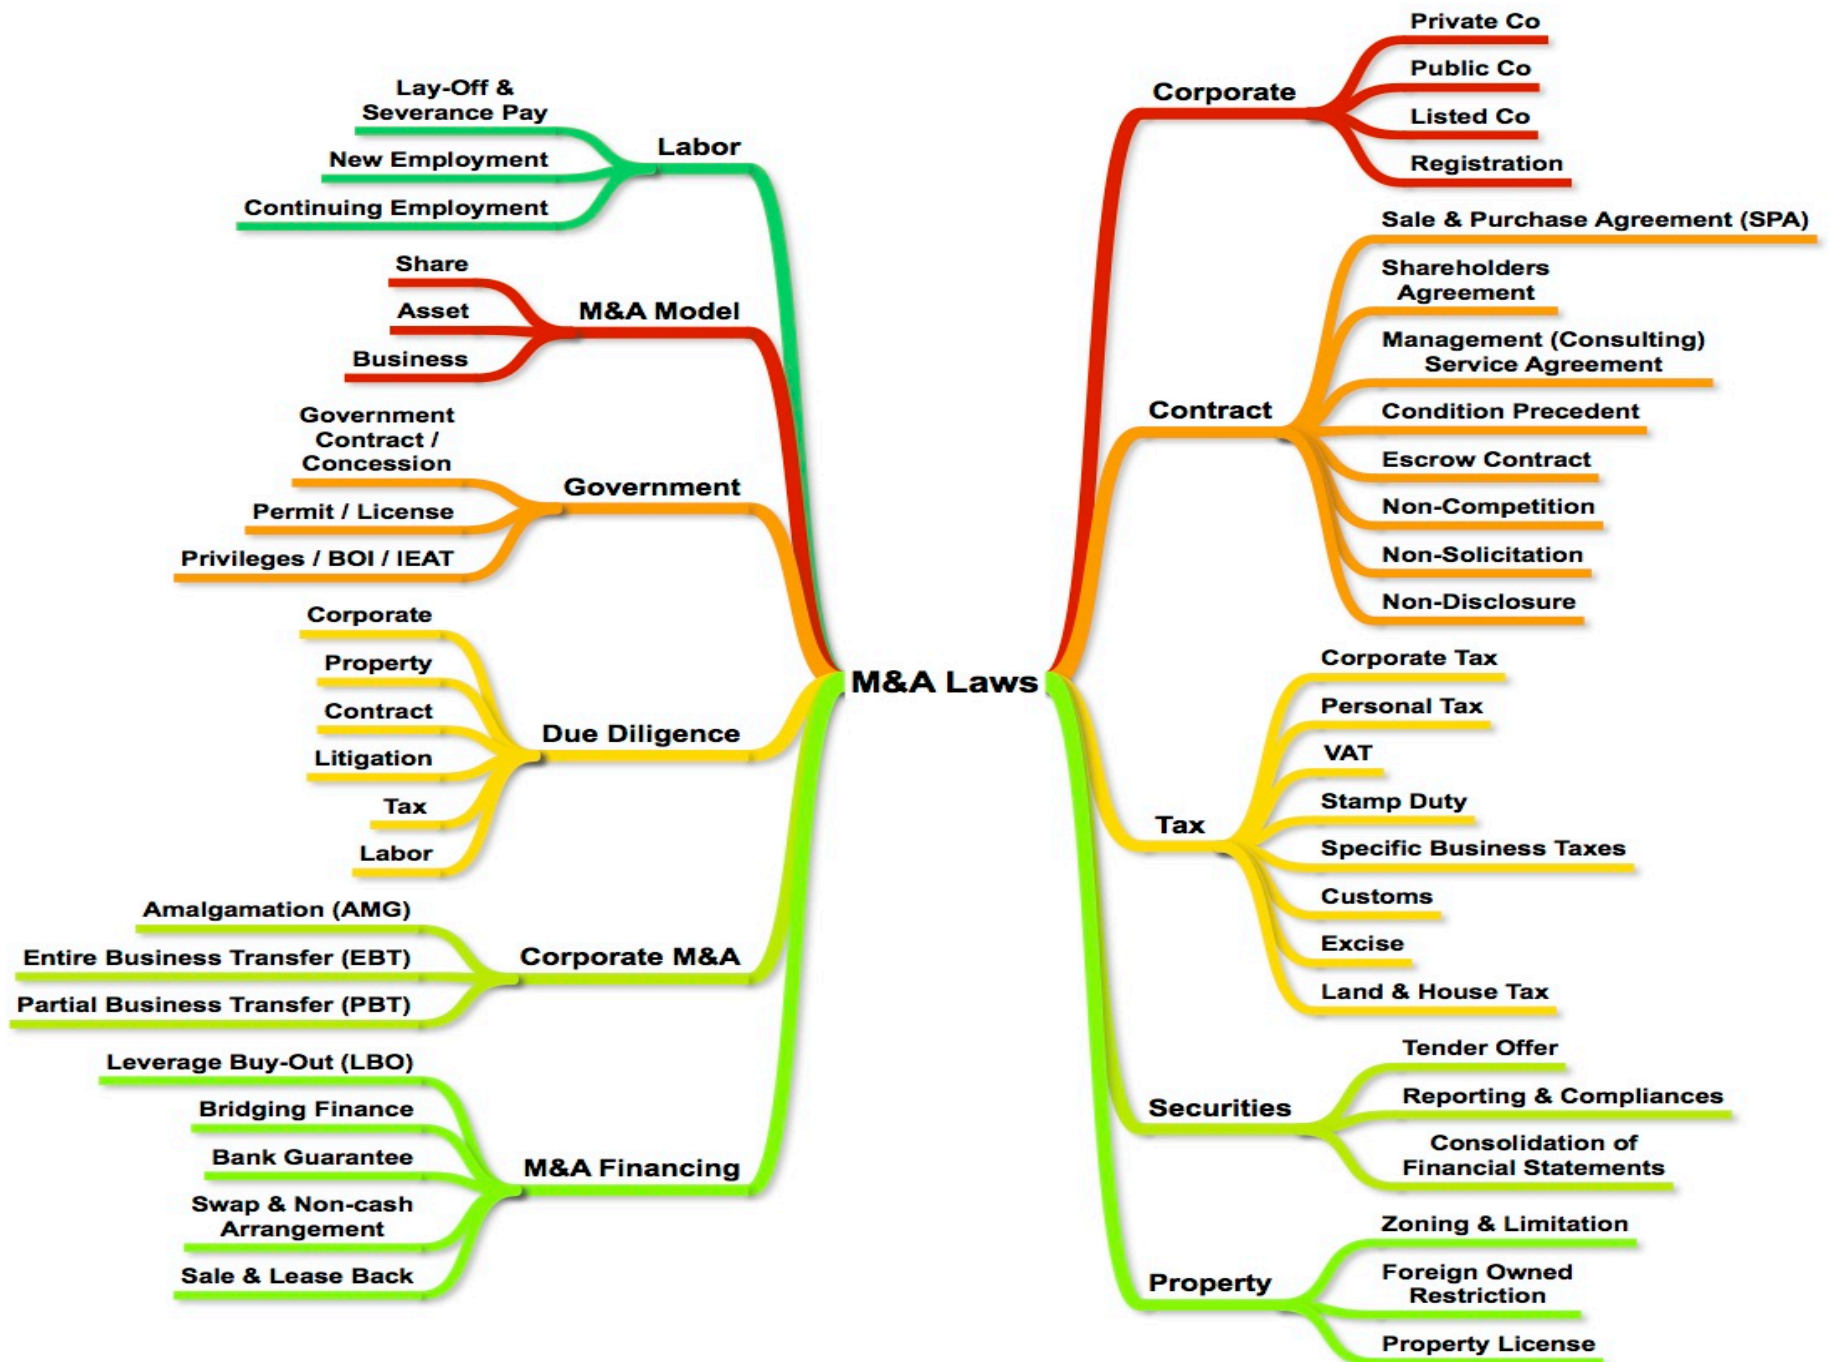 M&A Laws
Labor
Lay-Off &
Severance Pay
New Employment
Continuing Employment
M&A Model
Share
Asset
Business
Government
Government
Contract /
Concession
Permit / License
Privileges / BOI / IEAT
Due Diligence
Corporate
Property
Contract
Litigation
Tax
Labor
Corporate M&A
Amalgamation (AMG)
Entire Business Transfer (EBT)
Partial Business Transfer (PBT)
M&A Financing
Leverage Buy-Out (LBO)
Bridging Finance
Bank Guarantee
Swap & Non-cash
Arrangement
Sale & Lease Back
Corporate
Private Co
Public Co
Listed Co
Registration
Contract
Sale & Purchase Agreement (SPA)
Shareholders
Agreement
Management (Consulting)
Service Agreement
Condition Precedent
Escrow Contract
Non-Competition
Non-Solicitation
Non-Disclosure
Tax
Corporate Tax
Personal Tax
VAT
Stamp Duty
Specific Business Taxes
Customs
Excise
Land & House Tax
Securities
Tender Offer
Reporting & Compliances
Consolidation of
Financial Statements
Property
Zoning & Limitation
Foreign Owned
Restriction
Property License